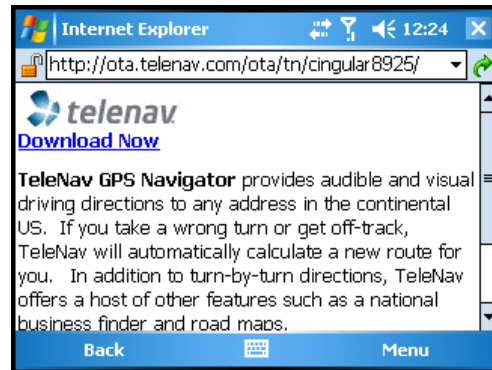 Internet Explorer 12:24
http://ota.telenav.com/ota/tn/cingular8925/
telenav
Download Now
TeleNav GPS Navigator provides audible and visual
driving directions to any address in the continental
US. If you take a wrong turn or get off-track,
TeleNav will automatically calculate a new route for
you. In addition to turn-by-turn directions, TeleNav
offers a host of other features such as a national
business finder and road maps.
Back Menu